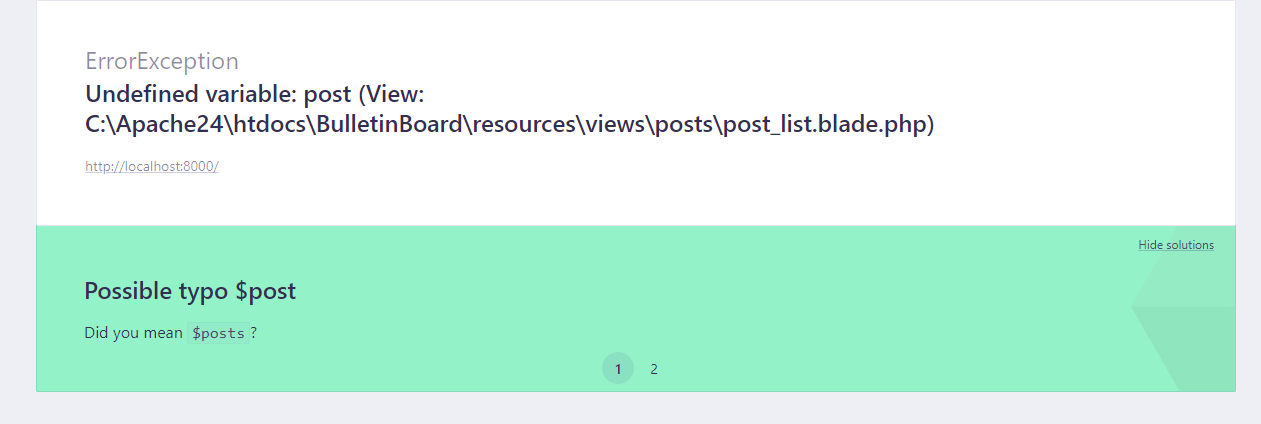 ErrorException
Undefined variable: post (View:
C:\Apache24\htdocs\BulletinBoard\resources\views\posts\post_list.blade.php)
http://localhost:8000/
Hide solutions
Possible typo $post
Did you mean $posts?
1 2